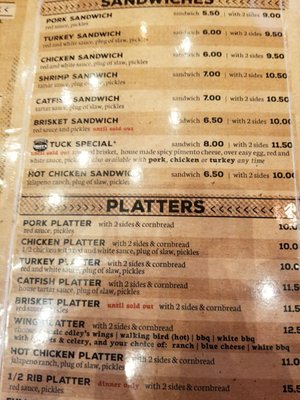 SANDWICHES
PORK SANDWICH sandwich 5.50 | with 2 sides 9.00
red sauce, pickles
TURKEY SANDWICH sandwich 6.00 | with 2 sides 9.50
red and white sauce, plug of slaw, pickles
CHICKEN SANDWICH sandwich 6.00 | with 2 sides 9.50
red and white sauce, plug of slaw, pickles
SHRIMP SANDWICH sandwich 7.00 | with 2 sides 10.50
tartar sauce, plug of slaw, pickles
CATFISH SANDWICH sandwich 7.00 | with 2 sides 10.50
tartar sauce, plug of slaw, pickles
BRISKET SANDWICH sandwich 6.50 | with 2 sides 10.00
red sauce and pickles until sold out
TUCK SPECIAL* sandwich 8.00 | with 2 sides 11.50
brisket, house made spicy pimento cheese, over easy egg, red and
white sauce, pickles also available with pork, chicken or turkey any time
HOT CHICKEN SANDWICH sandwich 6.50 | with 2 sides 10.00
jalapeno ranch, plug of slaw, pickles
PLATTERS
PORK PLATTER with 2 sides & cornbread 10.
red sauce, pickles
CHICKEN PLATTER with 2 sides & cornbread 10.
1/2 chicken red and white sauce, plug of slaw, pickles
TURKEY PLATTER with 2 sides & cornbread 10.
red and white sauce, plug of slaw, pickles
CATFISH PLATTER with 2 sides & cornbread 11.5
house tartar sauce, plug of slaw, pickles
BRISKET PLATTER until sold out with 2 sides & cornbread 11.5
red sauce, pickles
WING PLATTER with 2 sides & cornbread 12.5
edley's wings | walking bird (hot) | bbq | white bbq
& celery, and your choice of: ranch | blue cheese | white bbq
HOT CHICKEN PLATTER with 2 sides & cornbread 11.0
jalapeno ranch, plug of slaw, pickles
1/2 RIB PLATTER dinner only with 2 sides & cornbread 15.5
red sauce, pickles